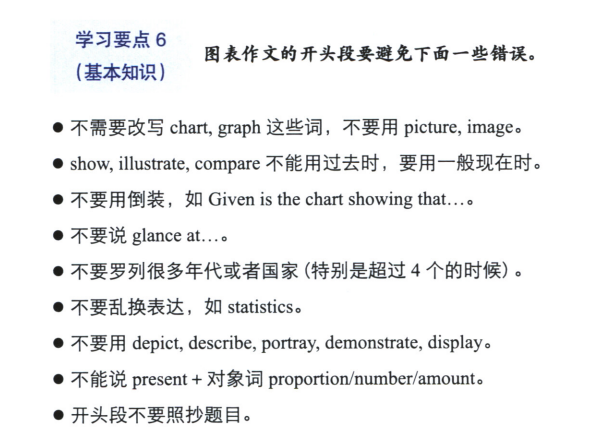 学习要点 6
(基本知识)
图表作文的开头段要避免下面一些错误。
● 不需要改写 chart, graph 这些词，不要用 picture, image。
● show, illustrate, compare 不能用过去时，要用一般现在时。
● 不要用倒装，如 Given is the chart showing that…。
● 不要说 glance at…。
● 不要罗列很多年代或者国家 (特别是超过 4 个的时候) 。
● 不要乱换表达，如 statistics。
● 不要用 depict, describe, portray, demonstrate, display。
● 不能说 present + 对象词 proportion/number/amount。
● 开头段不要照抄题目。